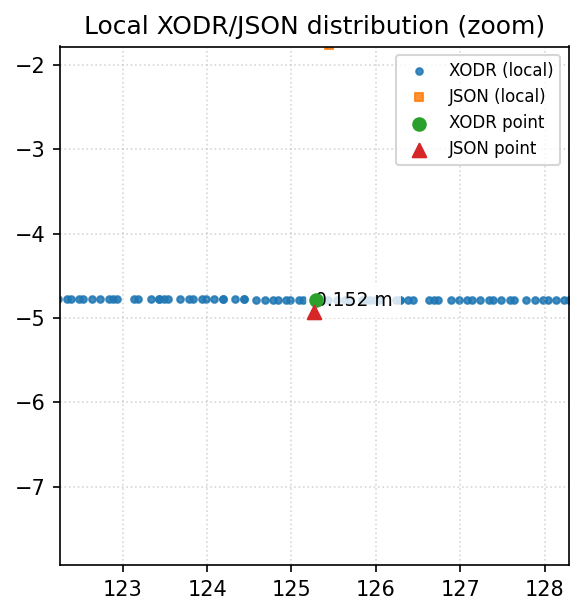 Local XODR/JSON distribution (zoom)
XODR (local)
JSON (local)
XODR point
JSON point
−2
−3
−4
−5
−6
−7
0.152 m
123
124
125
126
127
128